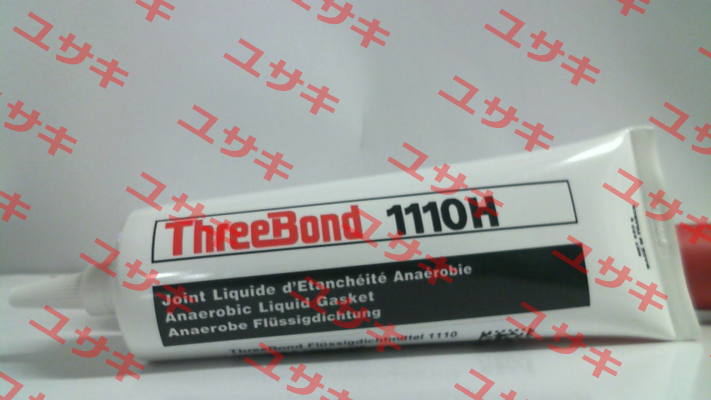 ThreeBond 1110H
Joint Liquide d'Etanchéité Anaérobie
Anaerobic Liquid Gasket
Anaerobe Flüssigdichtung
ThreeBond Flüssigdichtmittel 1110
ユサキ